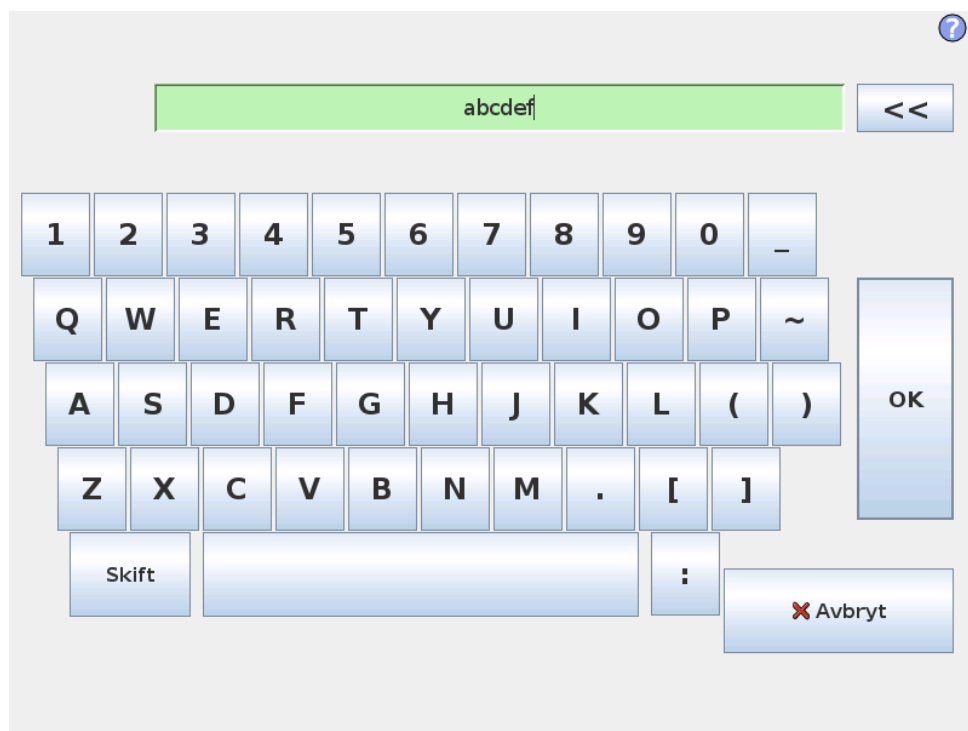 ?
abcdef
<<
1 2 3 4 5 6 7 8 9 0 _
Q W E R T Y U I O P ~
A S D F G H J K L ( )
OK
Z X C V B N M . [ ]
Skift :
Avbryt